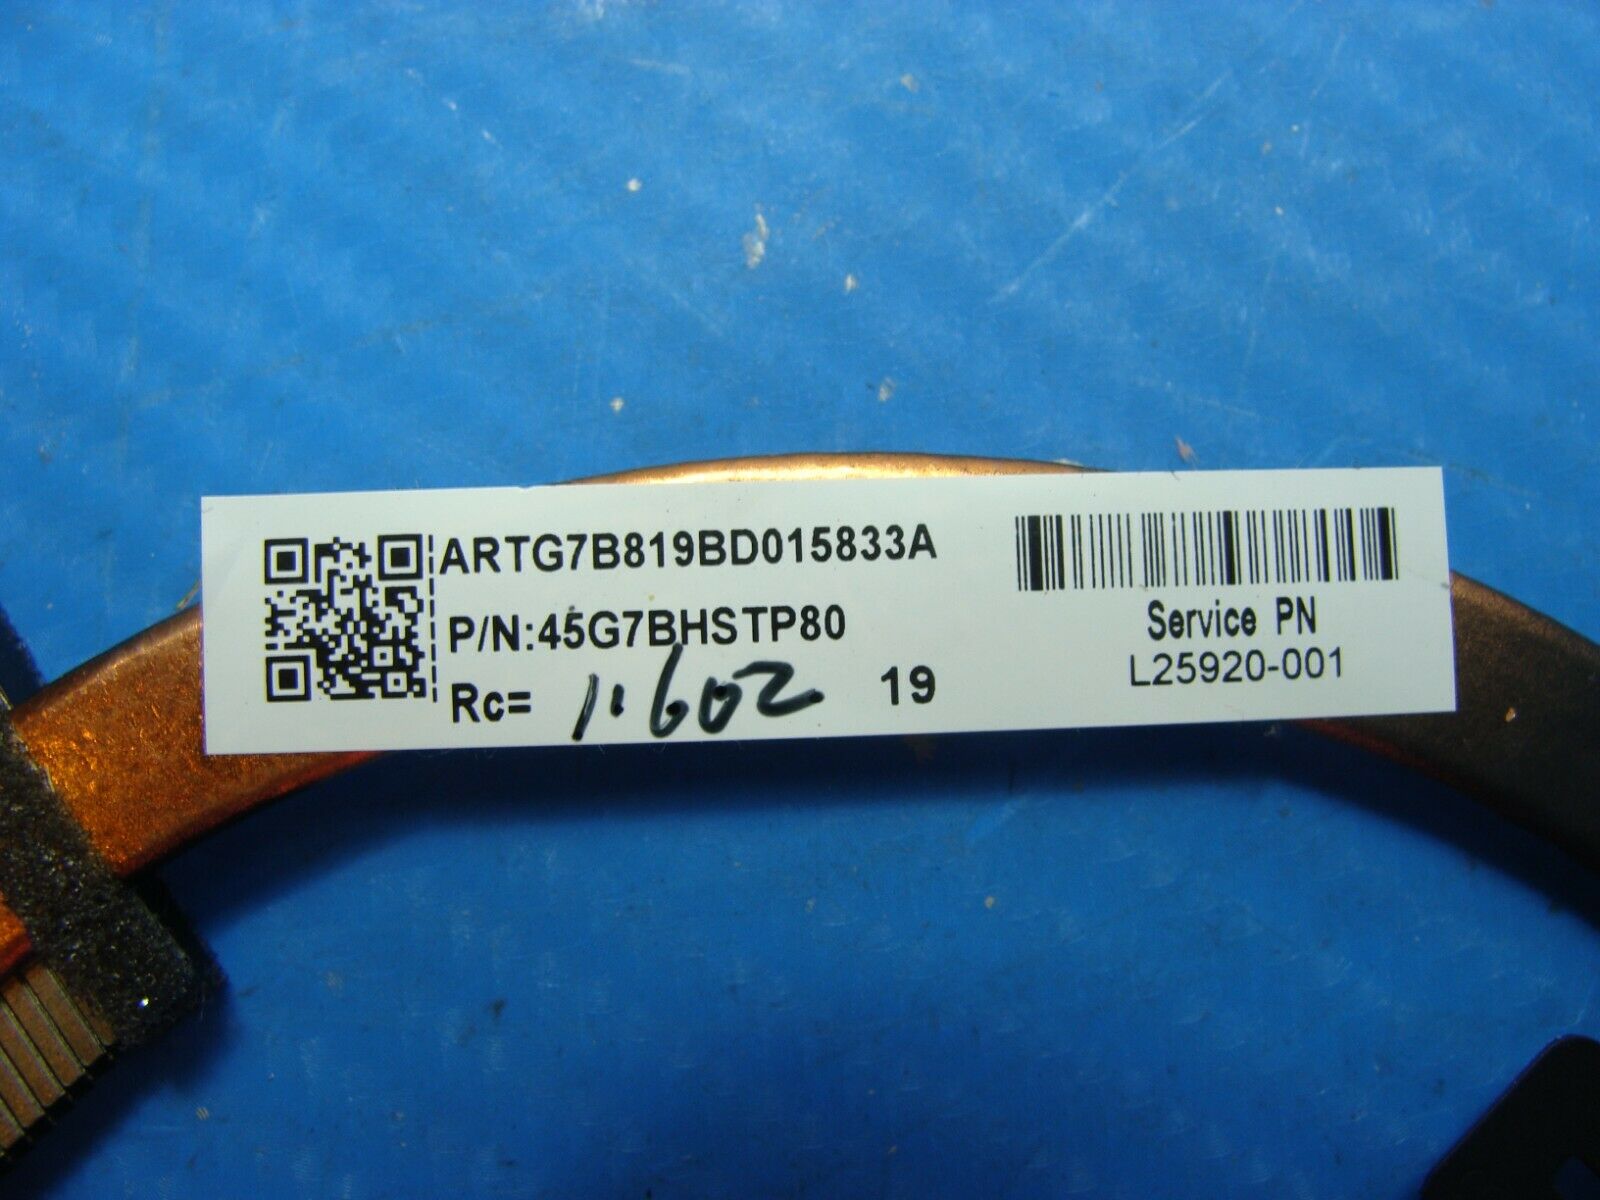 ARTG7B819BD015833A
P/N:45G7BHSTP80
Rc= 1.602 19
Service PN
L25920-001